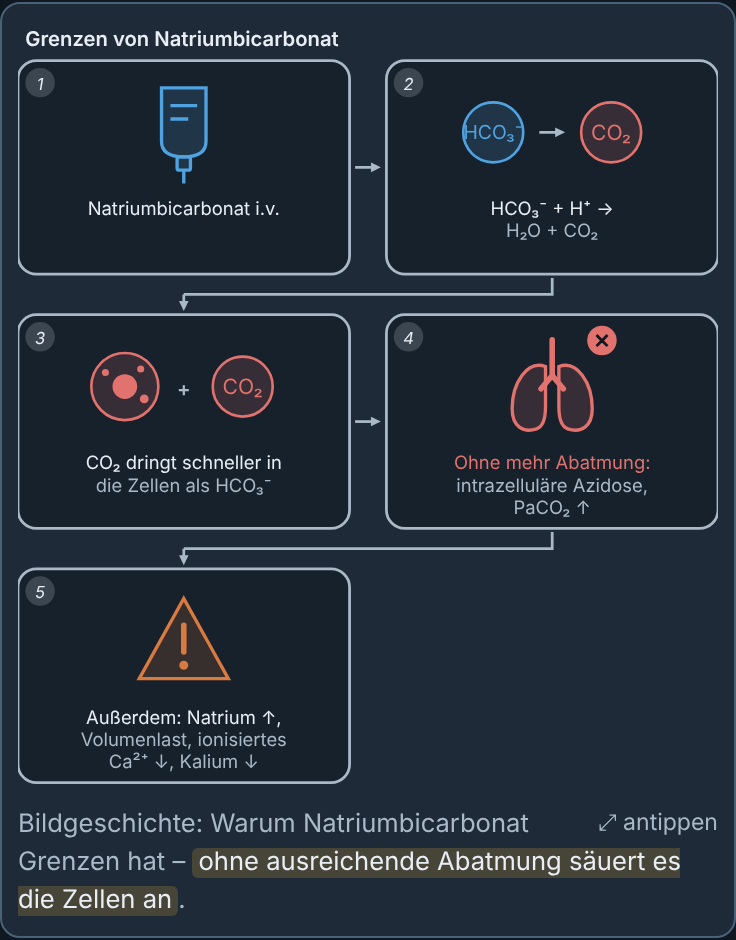 Grenzen von Natriumbicarbonat
1
Natriumbicarbonat i.v.
2
HCO₃⁻ → CO₂
HCO₃⁻ + H⁺ →
H₂O + CO₂
3
+ CO₂
CO₂ dringt schneller in
die Zellen als HCO₃⁻
4
Ohne mehr Abatmung:
intrazelluläre Azidose,
PaCO₂ ↑
5
Außerdem: Natrium ↑,
Volumenlast, ionisiertes
Ca²⁺ ↓, Kalium ↓
Bildgeschichte: Warum Natriumbicarbonat
⤢ antippen
Grenzen hat – ohne ausreichende Abatmung säuert es
die Zellen an.